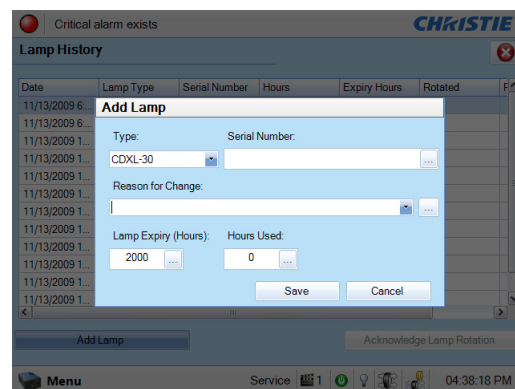 Critical alarm exists
CHRISTIE
Lamp History
Date Lamp Type Serial Number Hours Expiry Hours Rotated
11/13/2009 6:...
11/13/2009 6:...
11/13/2009 1...
11/13/2009 1...
11/13/2009 1...
11/13/2009 1...
11/13/2009 1...
11/13/2009 1...
11/13/2009 1...
11/13/2009 1...
11/13/2009 1...
11/13/2009 1...
Add Lamp
Type: Serial Number:
CDXL-30 ...
Reason for Change:
...
Lamp Expiry (Hours): Hours Used:
2000 ... 0 ...
Save Cancel
Add Lamp Acknowledge Lamp Rotation
Menu Service 1 04:38:18 PM